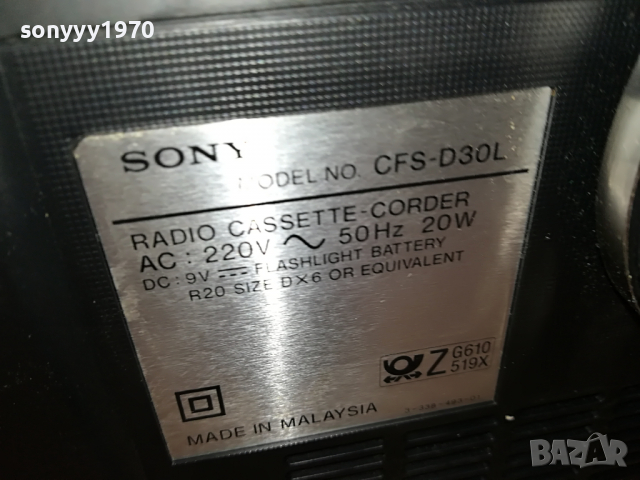 sonyyy1970
SONY
MODEL NO. CFS-D30L
RADIO CASSETTE-CORDER
AC : 220V ∼ 50Hz 20W
DC : 9V ⎓ FLASHLIGHT BATTERY
R20 SIZE D×6 OR EQUIVALENT
Z G610
519X
MADE IN MALAYSIA
BAZAR